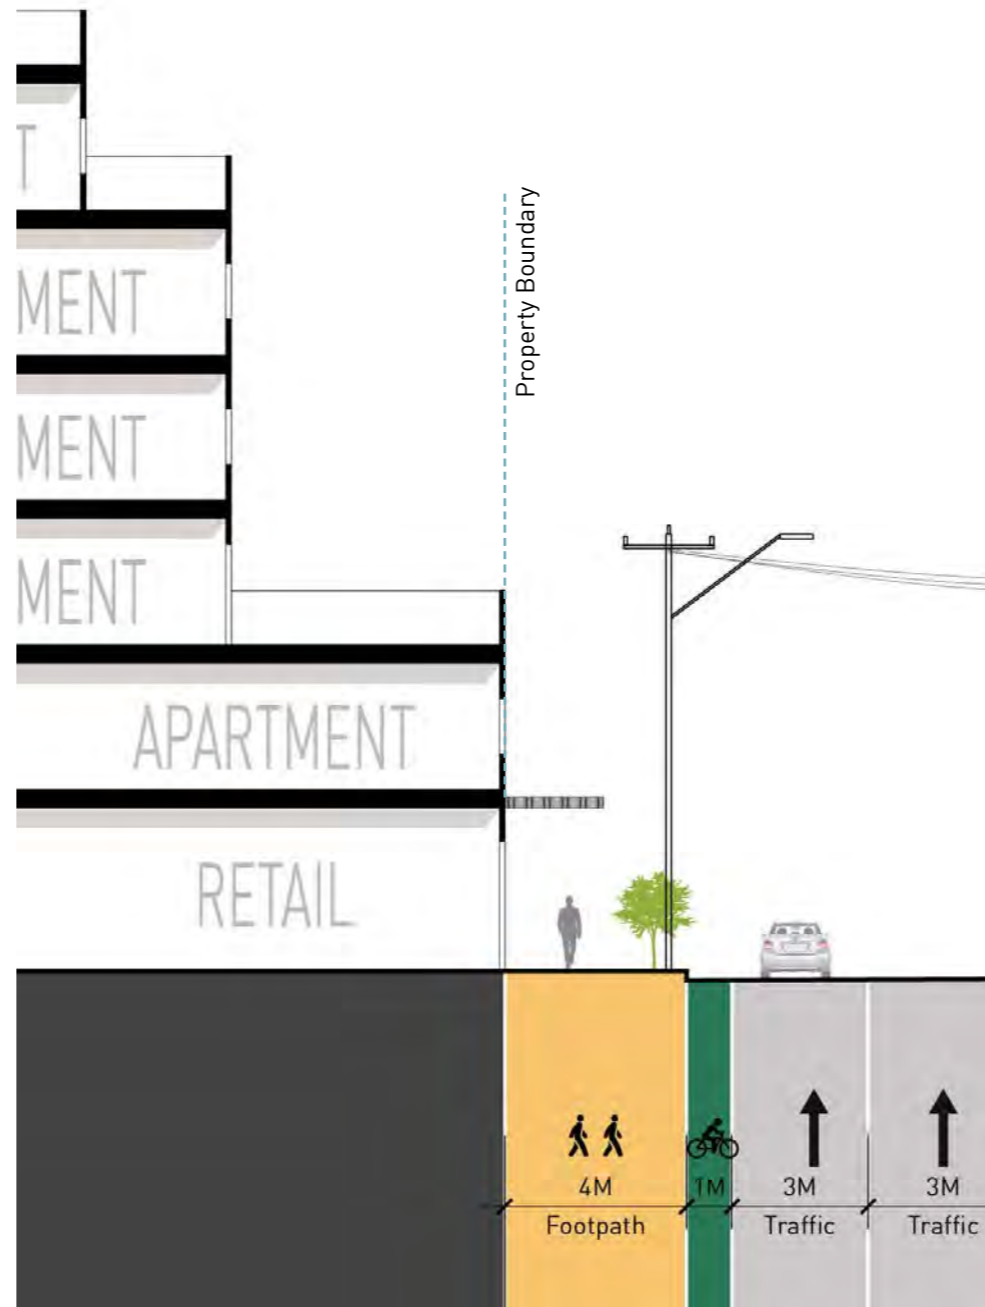 T
Property Boundary
MENT
MENT
MENT
APARTMENT
RETAIL
4M
1M
3M
3M
Footpath
Traffic
Traffic